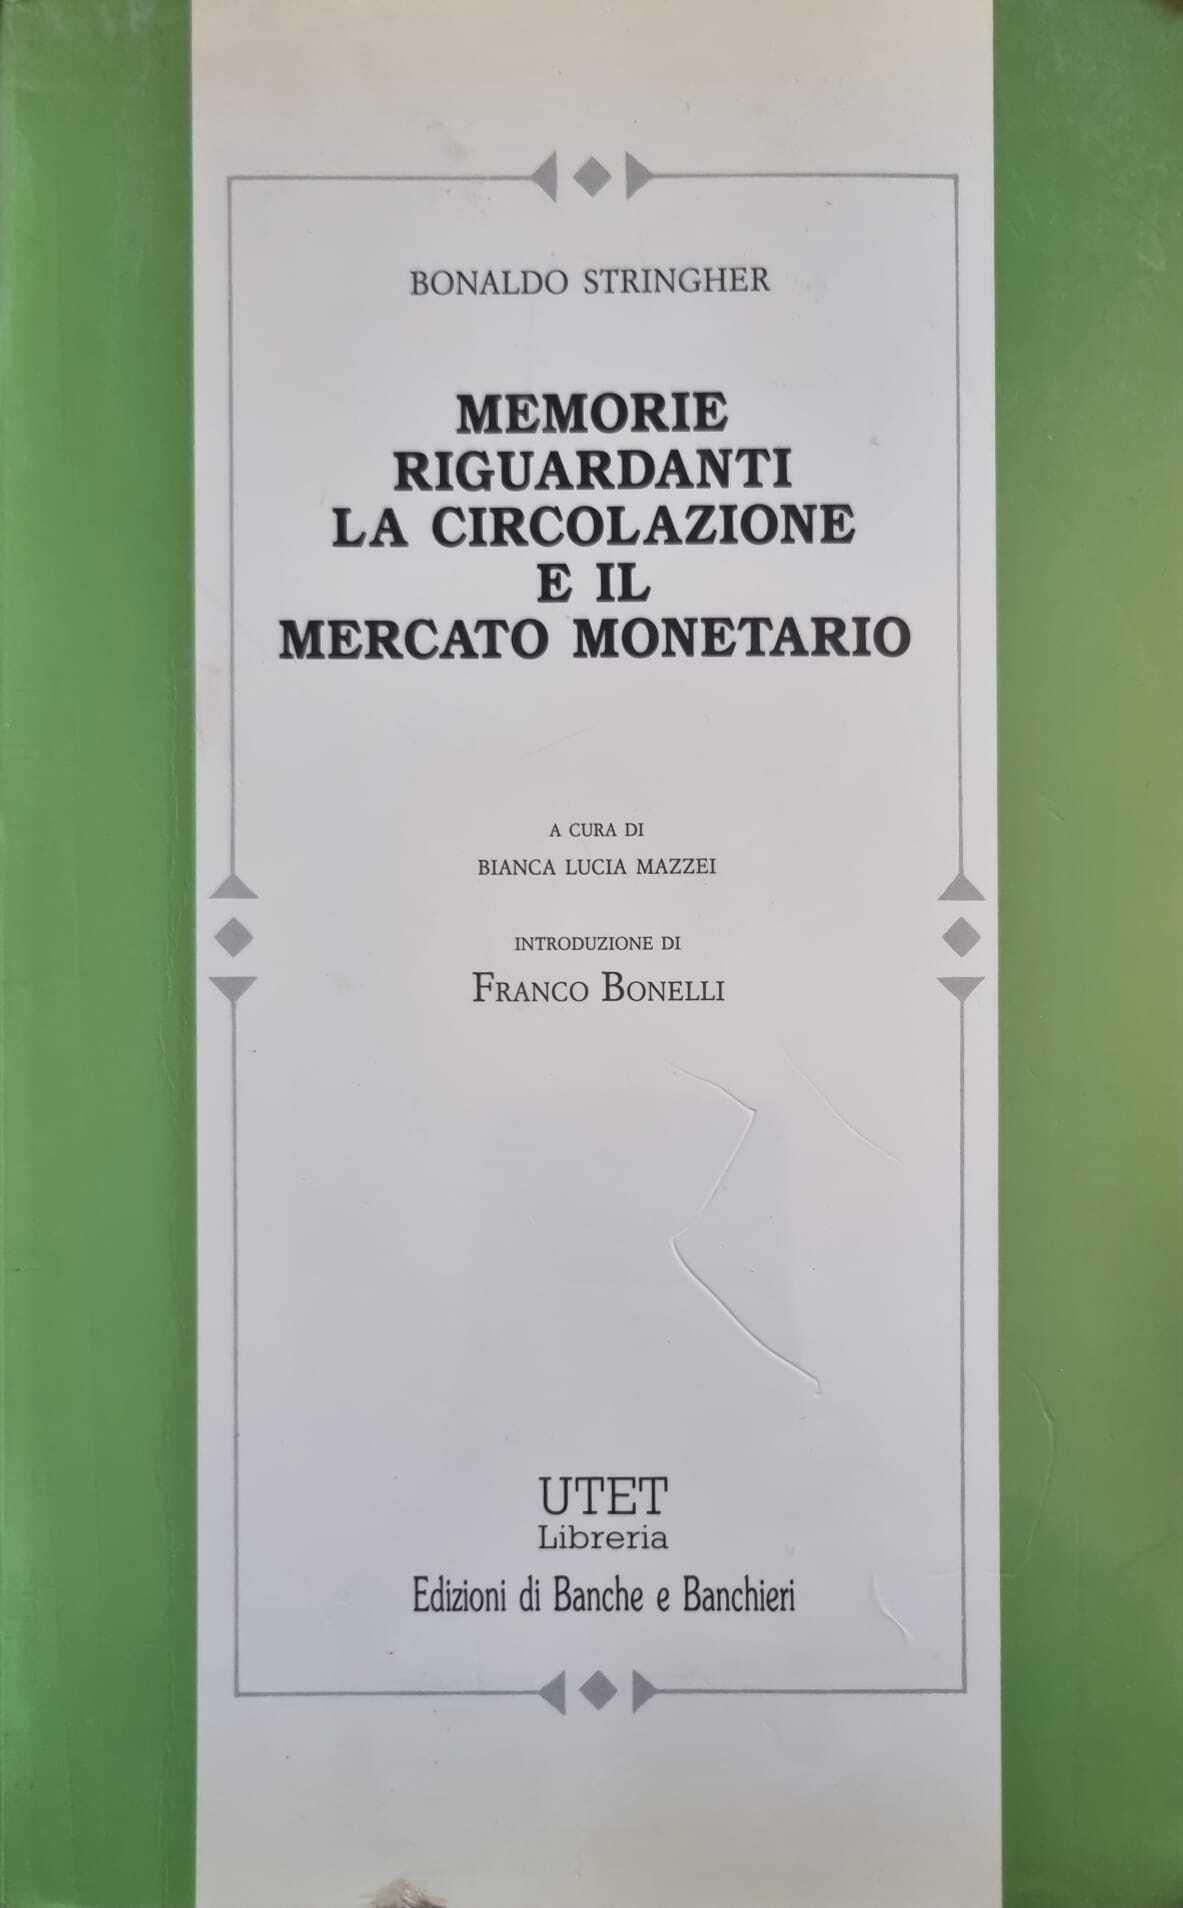 BONALDO STRINGHER
MEMORIE
RIGUARDANTI
LA CIRCOLAZIONE
E IL
MERCATO MONETARIO
A CURA DI
BIANCA LUCIA MAZZEI
INTRODUZIONE DI
FRANCO BONELLI
UTET
Libreria
Edizioni di Banche e Banchieri